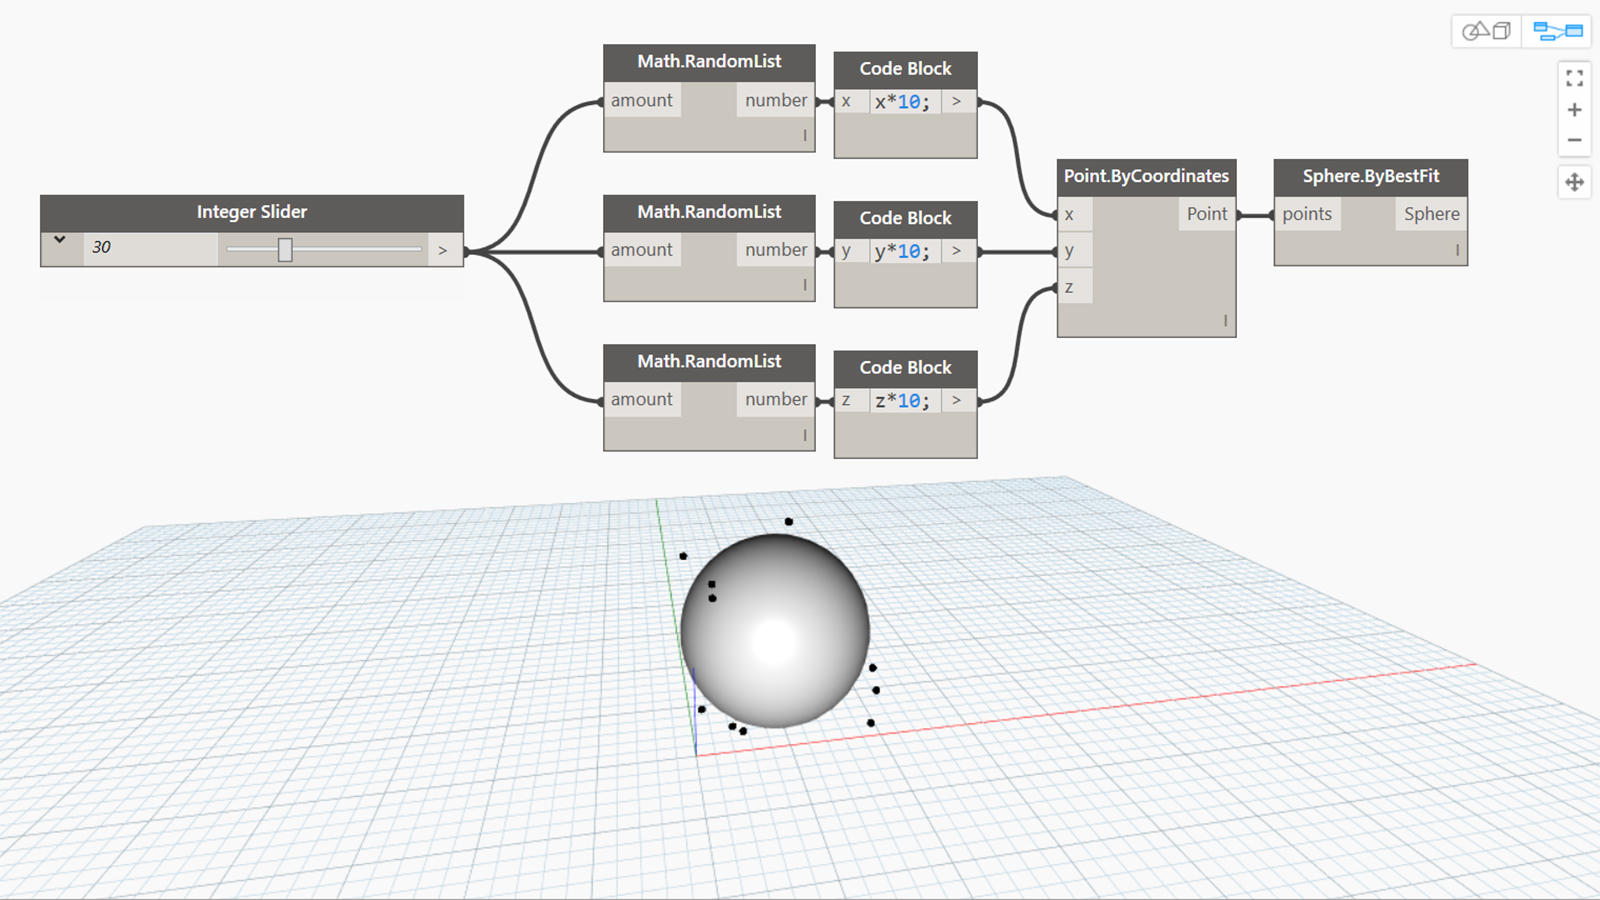 Integer Slider
30
>
Math.RandomList
amount number
l
Code Block
x x*10; >
Math.RandomList
amount number
l
Code Block
y y*10; >
Math.RandomList
amount number
l
Code Block
z z*10; >
Point.ByCoordinates
x Point
y
z
l
Sphere.ByBestFit
points Sphere
l